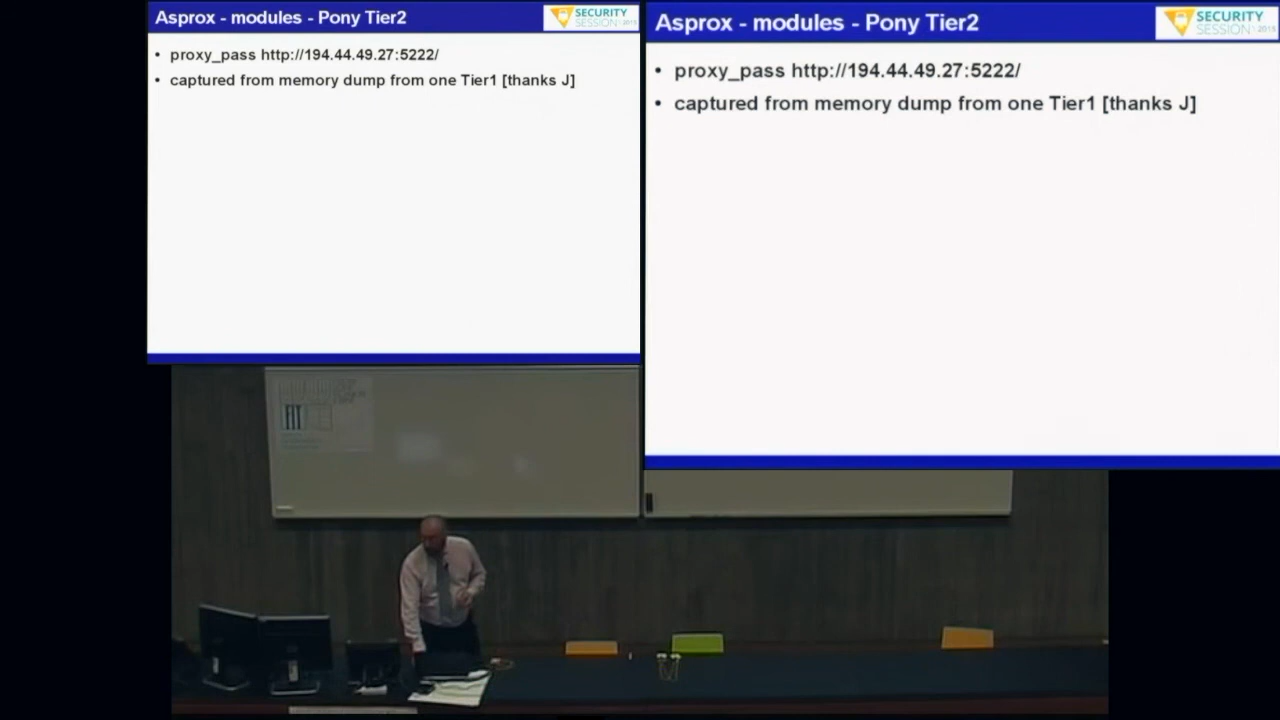 Asprox - modules - Pony Tier2
SECURITY
SESSION 2015
• proxy_pass http://194.44.49.27:5222/
• captured from memory dump from one Tier1 [thanks J]
Asprox - modules - Pony Tier2
SECURITY
SESSION 2015
• proxy_pass http://194.44.49.27:5222/
• captured from memory dump from one Tier1 [thanks J]